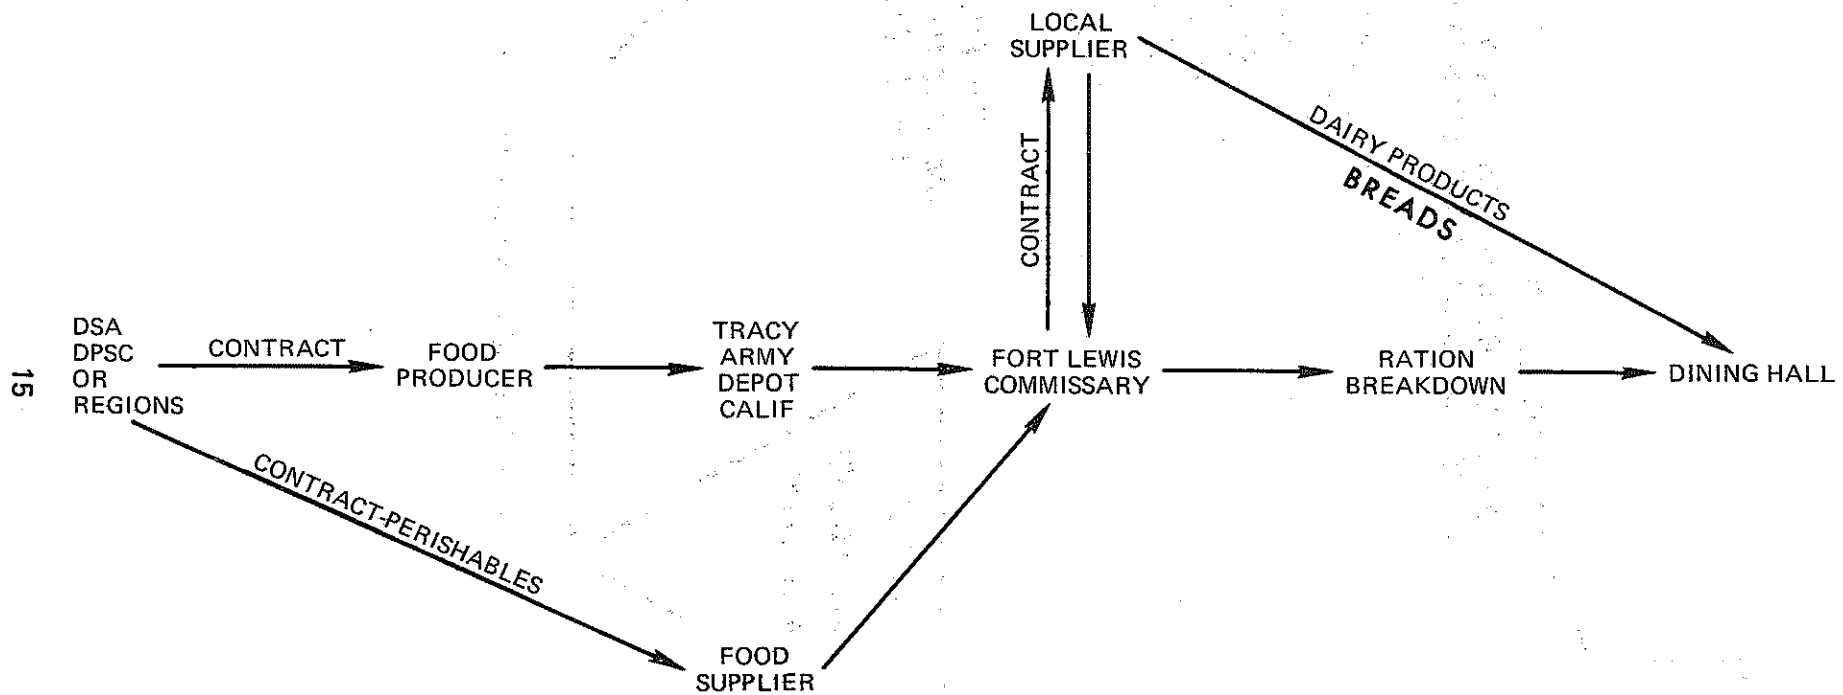 LOCAL
SUPPLIER
CONTRACT
DAIRY PRODUCTS
BREADS
DSA
DPSC
OR
REGIONS
CONTRACT
FOOD
PRODUCER
TRACY
ARMY
DEPOT
CALIF
FORT LEWIS
COMMISSARY
RATION
BREAKDOWN
DINING HALL
CONTRACT-PERISHABLES
FOOD
SUPPLIER
15